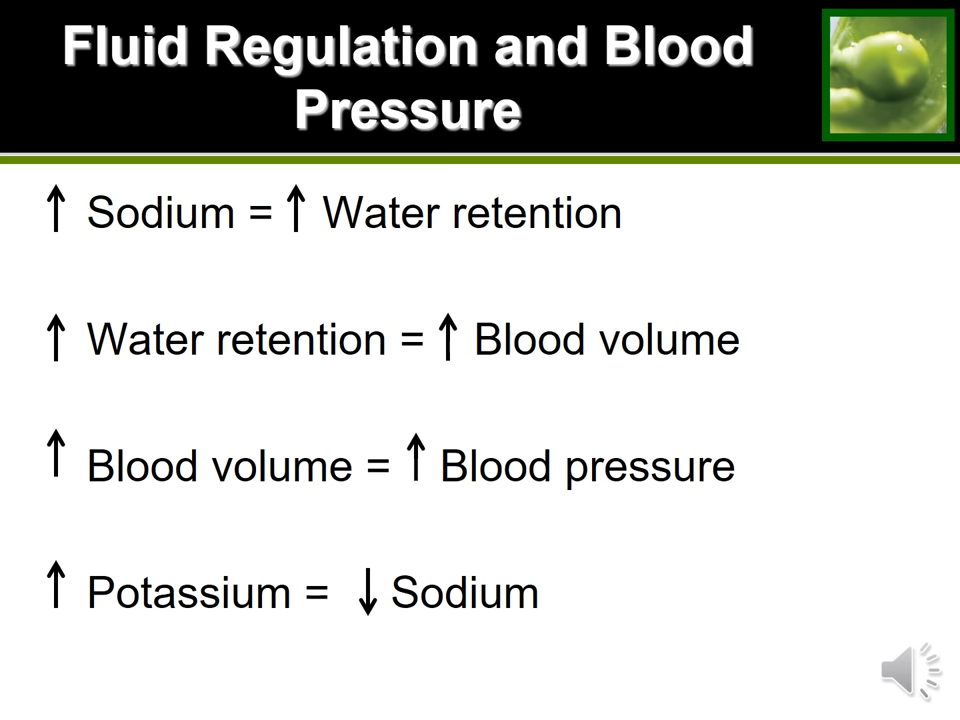 Fluid Regulation and Blood
Pressure
↑ Sodium = ↑ Water retention
↑ Water retention = ↑ Blood volume
↑ Blood volume = ↑ Blood pressure
↑ Potassium = ↓ Sodium